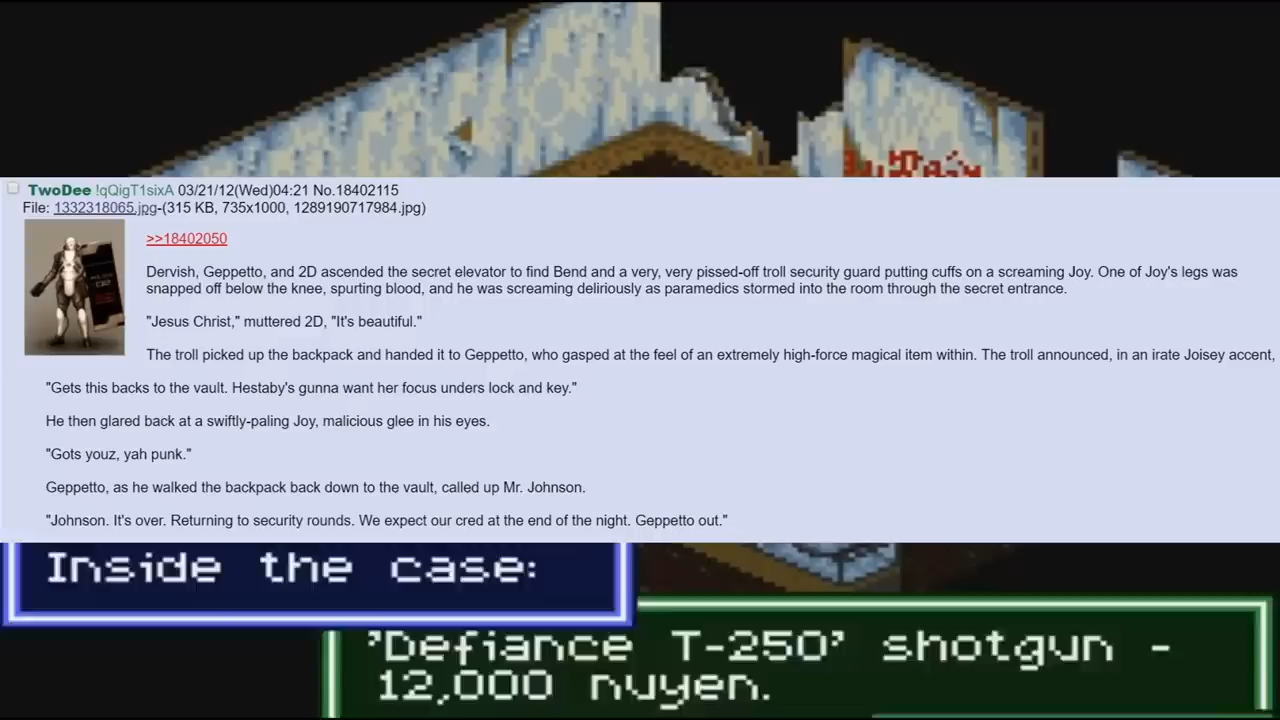 TwoDee !qQigT1sixA 03/21/12(Wed)04:21 No.18402115
File: 1332318065.jpg-(315 KB, 735x1000, 1289190717984.jpg)
>>18402050
Dervish, Geppetto, and 2D ascended the secret elevator to find Bend and a very, very pissed-off troll security guard putting cuffs on a screaming Joy. One of Joy's legs was
snapped off below the knee, spurting blood, and he was screaming deliriously as paramedics stormed into the room through the secret entrance.
"Jesus Christ," muttered 2D, "It's beautiful."
The troll picked up the backpack and handed it to Geppetto, who gasped at the feel of an extremely high-force magical item within. The troll announced, in an irate Joisey accent,
"Gets this backs to the vault. Hestaby's gunna want her focus unders lock and key."
He then glared back at a swiftly-paling Joy, malicious glee in his eyes.
"Gots youz, yah punk."
Geppetto, as he walked the backpack back down to the vault, called up Mr. Johnson.
"Johnson. It's over. Returning to security rounds. We expect our cred at the end of the night. Geppetto out."
Inside the case:
'Defiance T-250' shotgun -
12,000 nuyen.